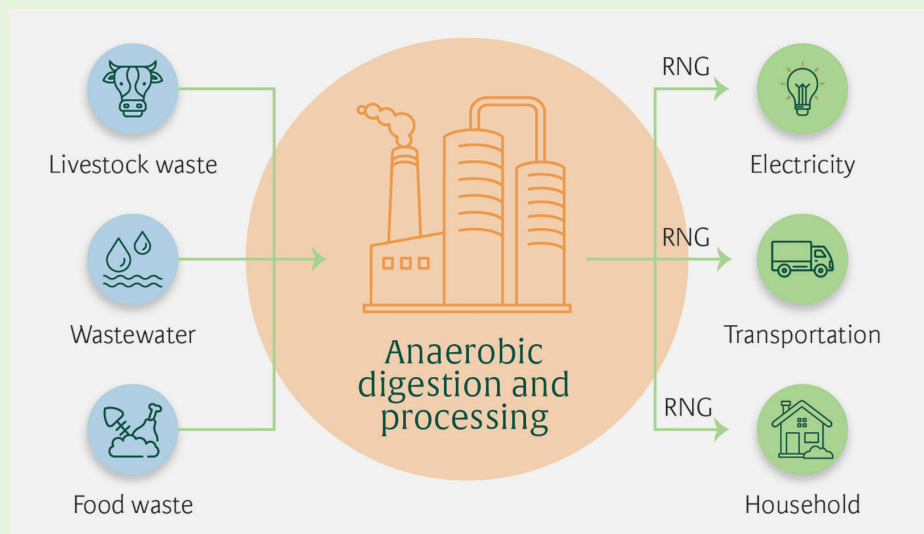 Livestock waste
Wastewater
Food waste
Anaerobic
digestion and
processing
RNG
Electricity
RNG
Transportation
RNG
Household